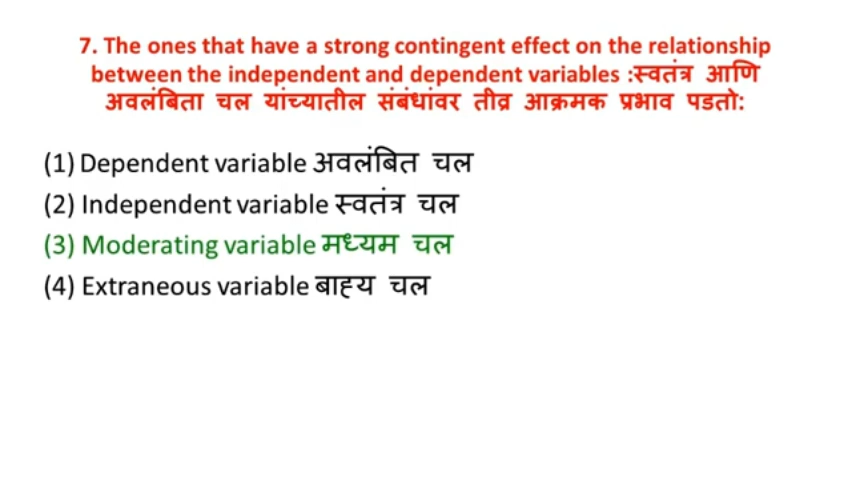 7. The ones that have a strong contingent effect on the relationship
between the independent and dependent variables :स्वतंत्र आणि
अवलंबिता चल यांच्यातील संबंधांवर तीव्र आक्रमक प्रभाव पडतो:
(1) Dependent variable अवलंबित चल
(2) Independent variable स्वतंत्र चल
(3) Moderating variable मध्यम चल
(4) Extraneous variable बाह्य चल